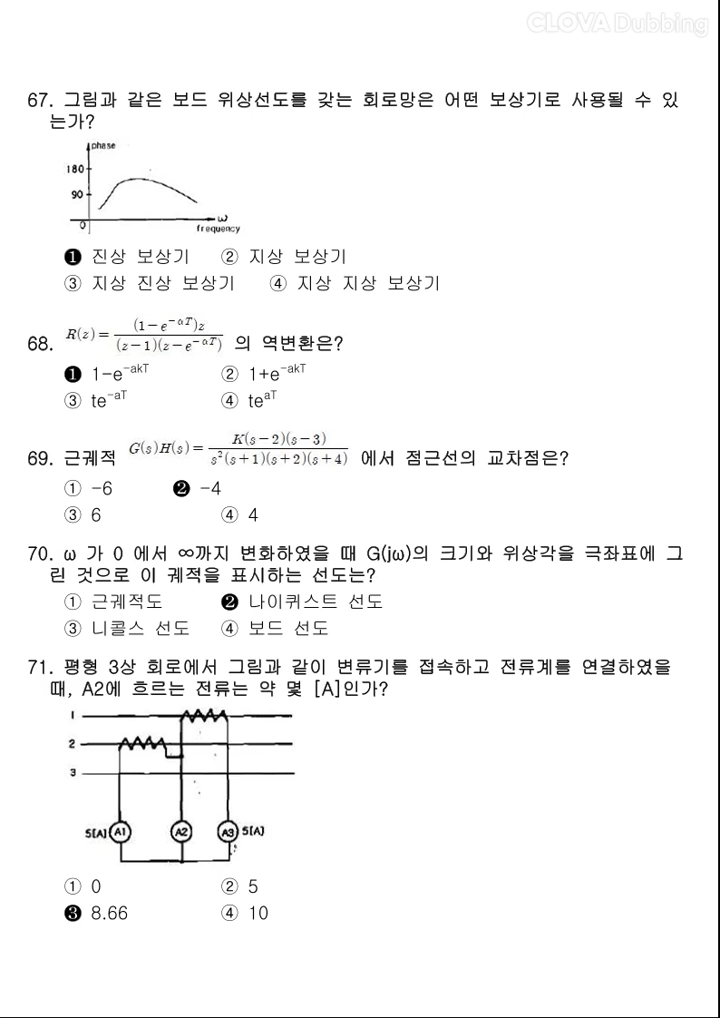 CLOVA Dubbing
67. 그림과 같은 보드 위상선도를 갖는 회로망은 어떤 보상기로 사용될 수 있
는가?
phase
180
90
0
ω
frequency
❶ 진상 보상기 ② 지상 보상기
③ 지상 진상 보상기 ④ 지상 지상 보상기
68. R(z)=\frac{(1-e^{-αT})z}{(z-1)(z-e^{-αT})} 의 역변환은?
❶ 1-e^{-akT} ② 1+e^{-akT}
③ te^{-aT} ④ te^{aT}
69. 근궤적 G(s)H(s)=\frac{K(s-2)(s-3)}{s^2(s+1)(s+2)(s+4)} 에서 점근선의 교차점은?
① -6 ❷ -4
③ 6 ④ 4
70. ω 가 0 에서 ∞까지 변화하였을 때 G(jω)의 크기와 위상각을 극좌표에 그
린 것으로 이 궤적을 표시하는 선도는?
① 근궤적도 ❷ 나이퀴스트 선도
③ 니콜스 선도 ④ 보드 선도
71. 평형 3상 회로에서 그림과 같이 변류기를 접속하고 전류계를 연결하였을
때, A2에 흐르는 전류는 약 몇 [A]인가?
1
2
3
5[A] A1 A2 A3 5[A]
① 0 ② 5
❸ 8.66 ④ 10